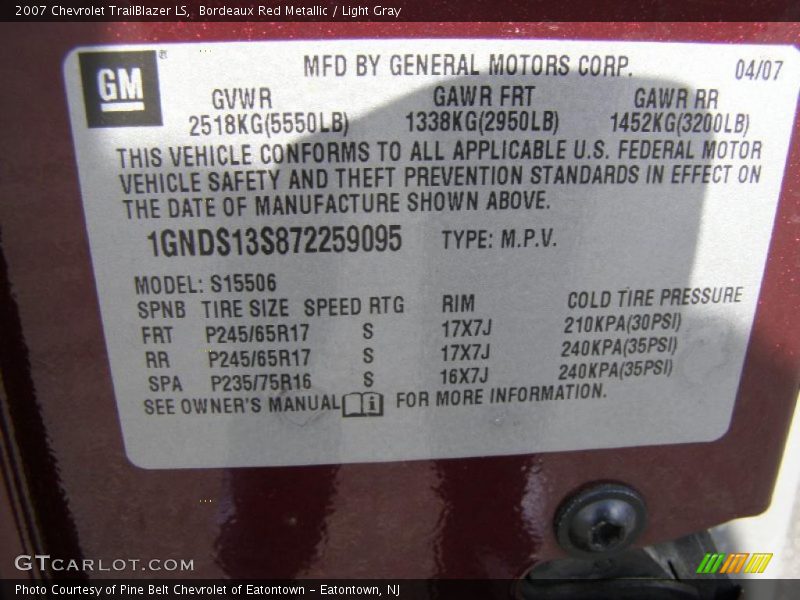 2007 Chevrolet TrailBlazer LS, Bordeaux Red Metallic / Light Gray
GM
®
MFD BY GENERAL MOTORS CORP.
04/07
GVWR GAWR FRT GAWR RR
2518KG(5550LB) 1338KG(2950LB) 1452KG(3200LB)
THIS VEHICLE CONFORMS TO ALL APPLICABLE U.S. FEDERAL MOTOR
VEHICLE SAFETY AND THEFT PREVENTION STANDARDS IN EFFECT ON
THE DATE OF MANUFACTURE SHOWN ABOVE.
1GNDS13S872259095 TYPE: M.P.V.
MODEL: S15506
SPNB TIRE SIZE SPEED RTG RIM COLD TIRE PRESSURE
FRT P245/65R17 S 17X7J 210KPA(30PSI)
RR P245/65R17 S 17X7J 240KPA(35PSI)
SPA P235/75R16 S 16X7J 240KPA(35PSI)
SEE OWNER'S MANUAL i FOR MORE INFORMATION.
GTCARLOT.COM
Photo Courtesy of Pine Belt Chevrolet of Eatontown - Eatontown, NJ